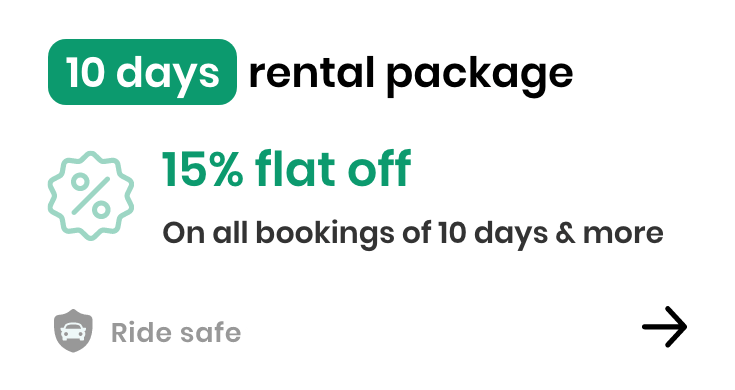 10 days rental package
15% flat off
On all bookings of 10 days & more
Ride safe